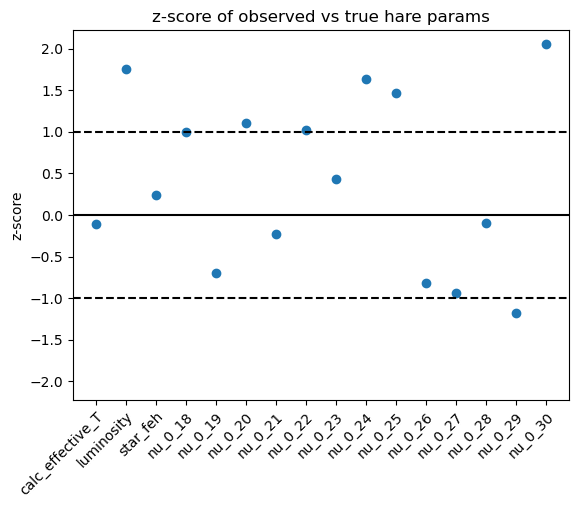 z-score of observed vs true hare params
z-score
2.0
1.5
1.0
0.5
0.0
−0.5
−1.0
−1.5
−2.0
calc_effective_T
luminosity
star_feh
nu_0_18
nu_0_19
nu_0_20
nu_0_21
nu_0_22
nu_0_23
nu_0_24
nu_0_25
nu_0_26
nu_0_27
nu_0_28
nu_0_29
nu_0_30